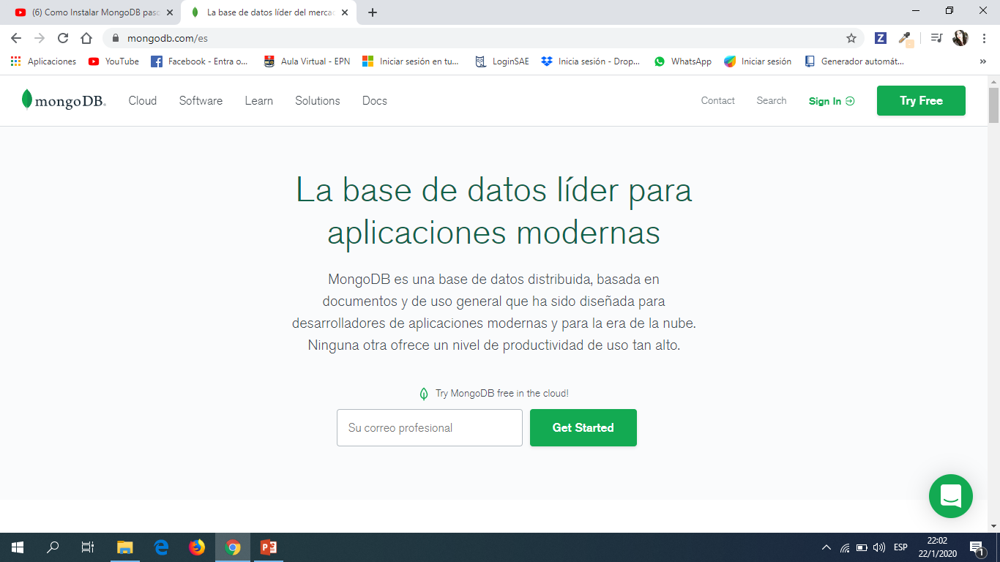 (6) Como Instalar MongoDB paso
La base de datos líder del merca
mongodb.com/es
Aplicaciones
YouTube
Facebook - Entra o...
Aula Virtual - EPN
Iniciar sesión en tu...
LoginSAE
Inicia sesión - Drop...
WhatsApp
Iniciar sesión
Generador automát...
mongoDB.
Cloud
Software
Learn
Solutions
Docs
Contact
Search
Sign In
Try Free
La base de datos líder para
aplicaciones modernas
MongoDB es una base de datos distribuida, basada en
documentos y de uso general que ha sido diseñada para
desarrolladores de aplicaciones modernas y para la era de la nube.
Ninguna otra ofrece un nivel de productividad de uso tan alto.
Try MongoDB free in the cloud!
Su correo profesional
Get Started
ESP
22:02
22/1/2020
1